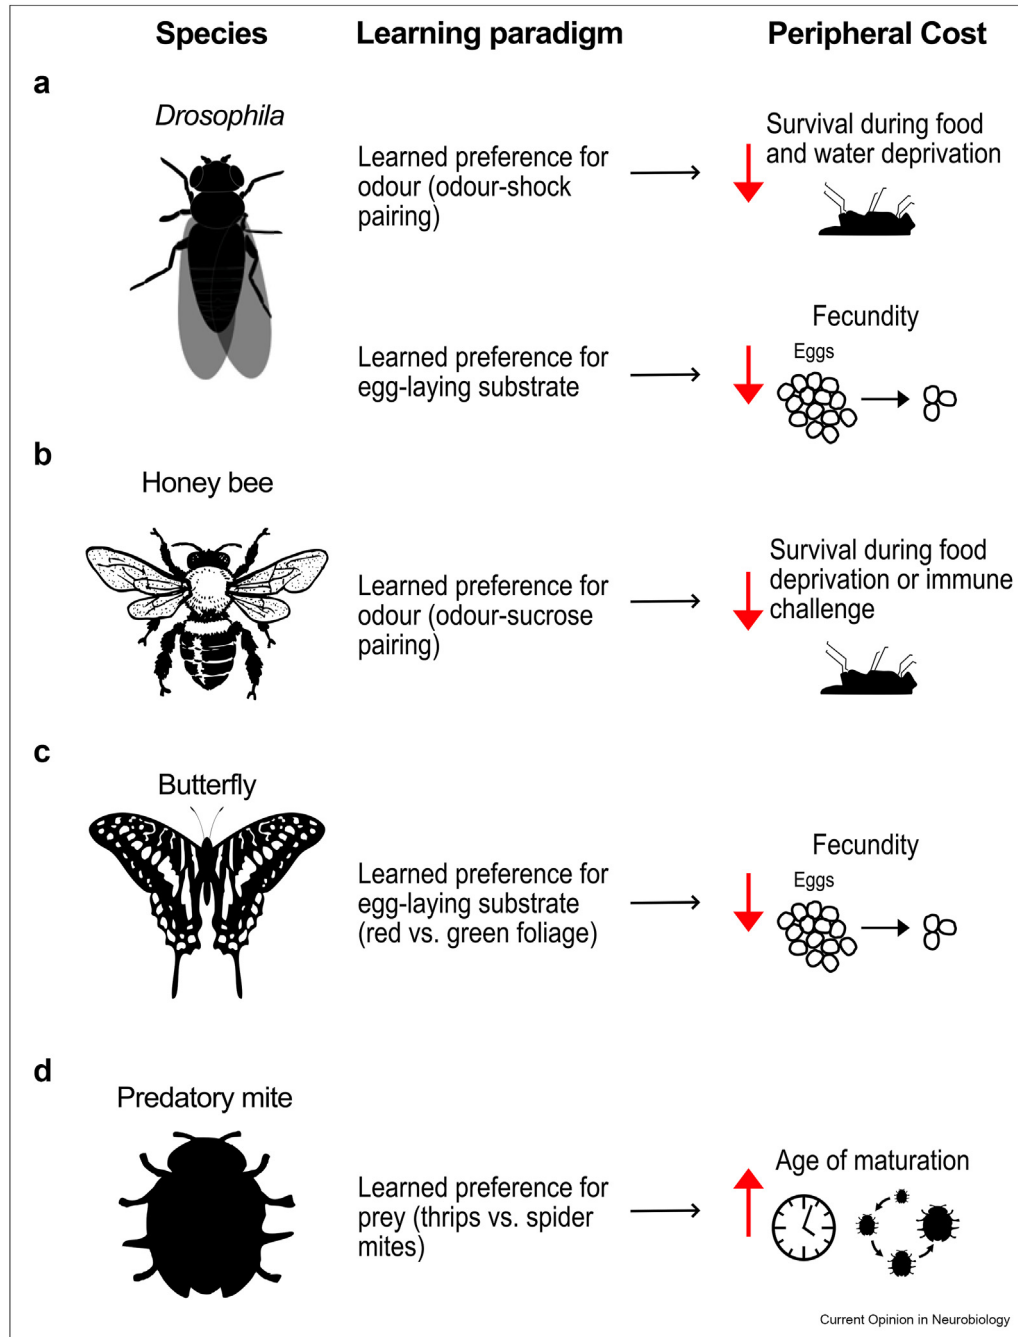 Species
Learning paradigm
Peripheral Cost
a
Drosophila
Learned preference for
odour (odour-shock
pairing)
Survival during food
and water deprivation
Learned preference for
egg-laying substrate
Fecundity
Eggs
b
Honey bee
Learned preference for
odour (odour-sucrose
pairing)
Survival during food
deprivation or immune
challenge
c
Butterfly
Learned preference for
egg-laying substrate
(red vs. green foliage)
Fecundity
Eggs
d
Predatory mite
Learned preference for
prey (thrips vs. spider
mites)
Age of maturation
Current Opinion in Neurobiology